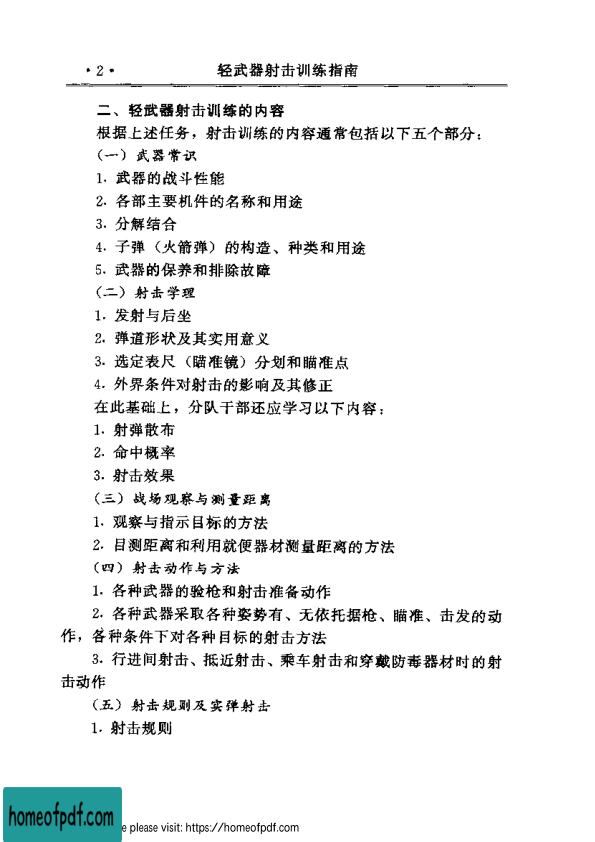 ·2·	轻武器射击训练指南
二、轻武器射击训练的内容
根据上述任务，射击训练的内容通常包括以下五个部分：
（一）武器常识
1. 武器的战斗性能
2. 各部主要机件的名称和用途
3. 分解结合
4. 子弹（火箭弹）的构造、种类和用途
5. 武器的保养和排除故障
（二）射击学理
1. 发射与后坐
2. 弹道形状及其实用意义
3. 选定表尺（瞄准镜）分划和瞄准点
4. 外界条件对射击的影响及其修正
在此基础上，分队干部还应学习以下内容：
1. 射弹散布
2. 命中概率
3. 射击效果
（三）战场观察与测量距离
1. 观察与指示目标的方法
2. 目测距离和利用就便器材测量距离的方法
（四）射击动作与方法
1. 各种武器的验枪和射击准备动作
2. 各种武器采取各种姿势有、无依托据枪、瞄准、击发的动
作，各种条件下对各种目标的射击方法
3. 行进间射击、抵近射击、乘车射击和穿戴防毒器材时的射
击动作
（五）射击规则及实弹射击
1. 射击规则
homeofpdf.com
e please visit: https://homeofpdf.com